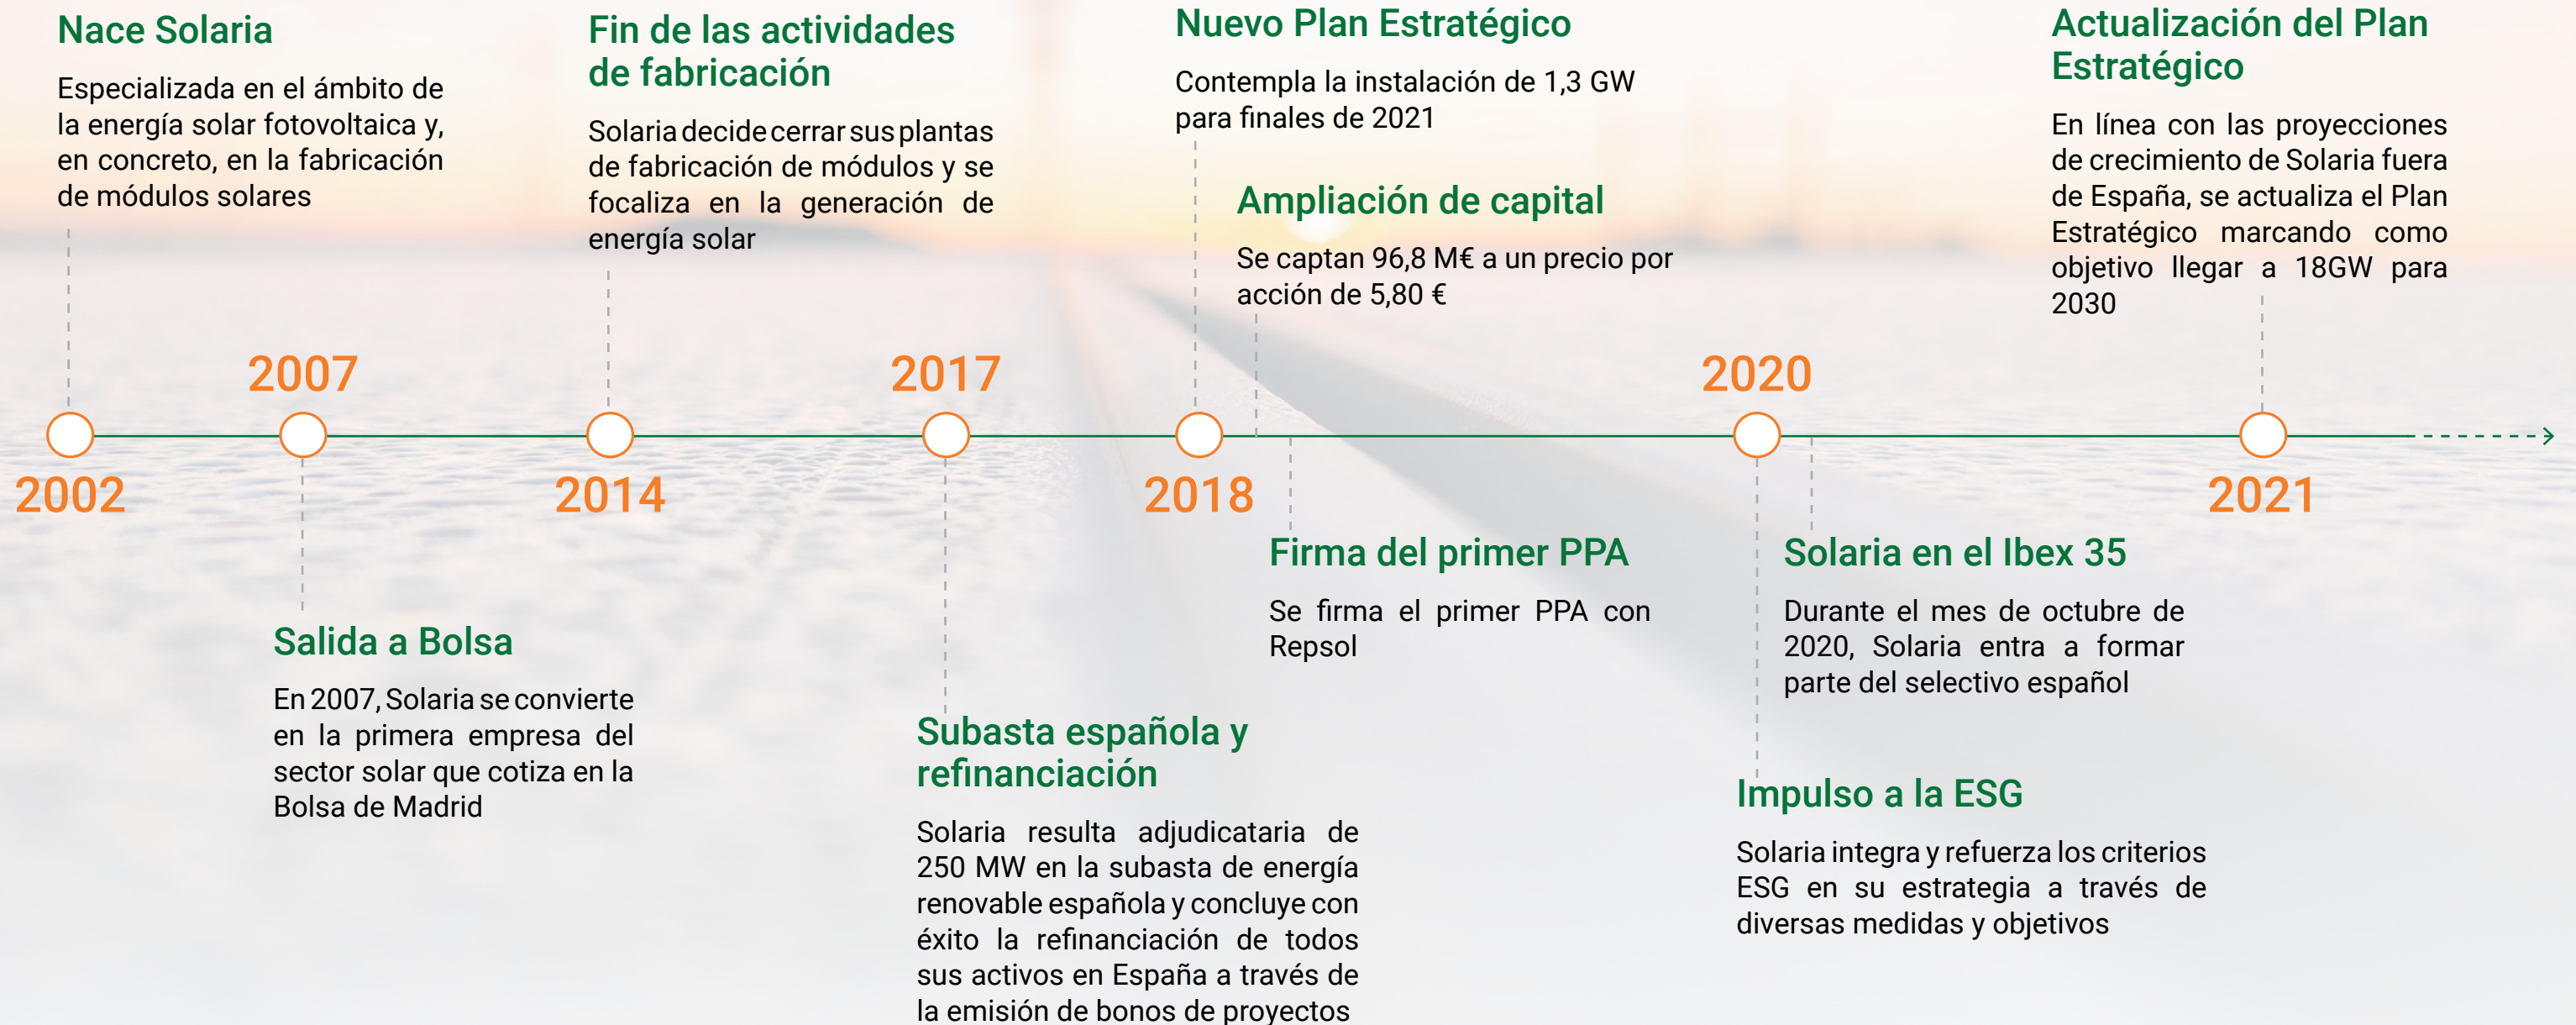 Nace Solaria
Especializada en el ámbito de
la energía solar fotovoltaica y,
en concreto, en la fabricación
de módulos solares
2002
2007
Salida a Bolsa
En 2007, Solaria se convierte
en la primera empresa del
sector solar que cotiza en la
Bolsa de Madrid
Fin de las actividades
de fabricación
Solaria decide cerrar sus plantas
de fabricación de módulos y se
focaliza en la generación de
energía solar
2014
2017
Subasta española y
refinanciación
Solaria resulta adjudicataria de
250 MW en la subasta de energía
renovable española y concluye con
éxito la refinanciación de todos
sus activos en España a través de
la emisión de bonos de proyectos
Nuevo Plan Estratégico
Contempla la instalación de 1,3 GW
para finales de 2021
Ampliación de capital
Se captan 96,8 M€ a un precio por
acción de 5,80 €
2018
Firma del primer PPA
Se firma el primer PPA con
Repsol
2020
Solaria en el Ibex 35
Durante el mes de octubre de
2020, Solaria entra a formar
parte del selectivo español
Impulso a la ESG
Solaria integra y refuerza los criterios
ESG en su estrategia a través de
diversas medidas y objetivos
Actualización del Plan
Estratégico
En línea con las proyecciones
de crecimiento de Solaria fuera
de España, se actualiza el Plan
Estratégico marcando como
objetivo llegar a 18GW para
2030
2021